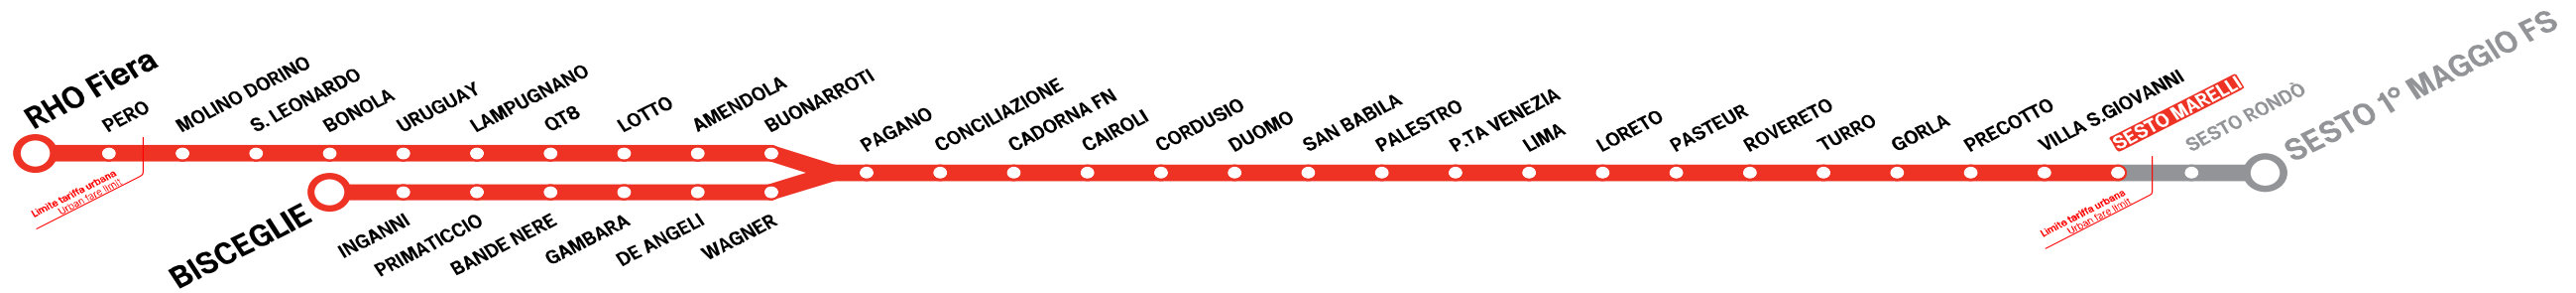 RHO Fiera
PERO
MOLINO DORINO
S. LEONARDO
BONOLA
URUGUAY
LAMPUGNANO
QT8
LOTTO
AMENDOLA
BUONARROTI
PAGANO
CONCILIAZIONE
CADORNA FN
CAIROLI
CORDUSIO
DUOMO
SAN BABILA
PALESTRO
P.TA VENEZIA
LIMA
LORETO
PASTEUR
ROVERETO
TURRO
GORLA
PRECOTTO
VILLA S.GIOVANNI
SESTO MARELLI
SESTO RONDÒ
SESTO 1° MAGGIO FS
Limite tariffa urbana
Urban fare limit
BISCEGLIE
INGANNI
PRIMATICCIO
BANDE NERE
GAMBARA
DE ANGELI
WAGNER
Limite tariffa urbana
Urban fare limit